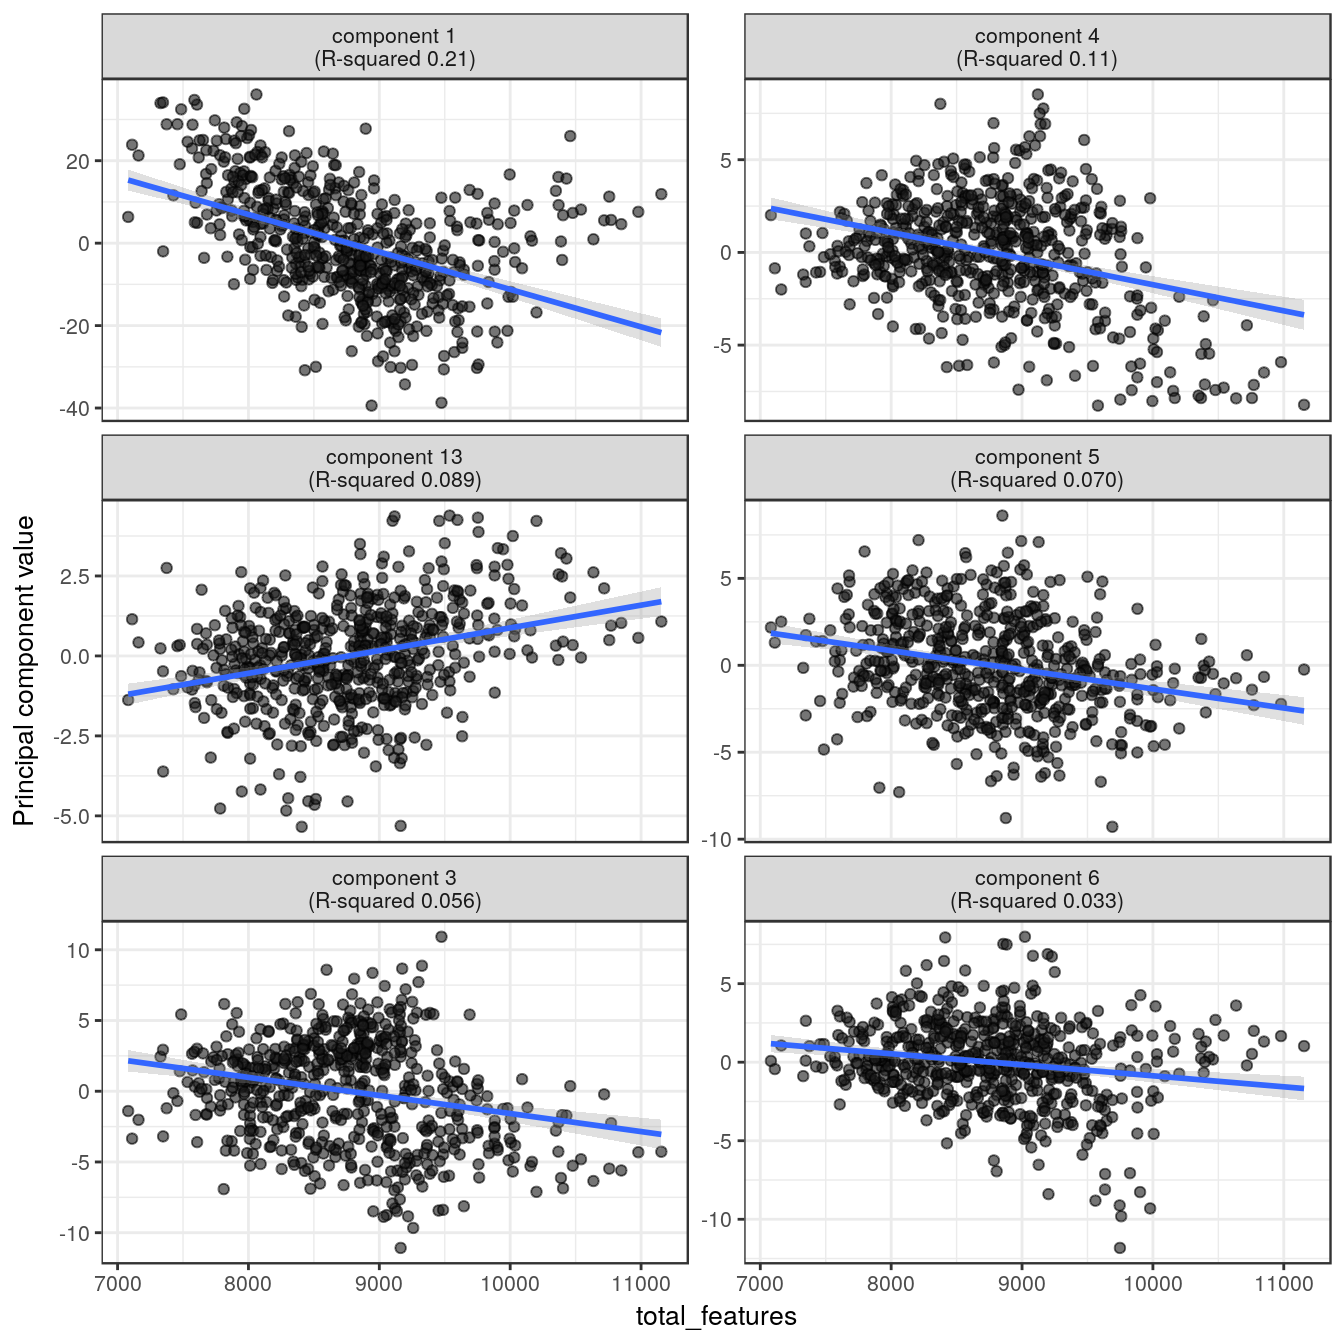 component 1
(R-squared 0.21)
component 4
(R-squared 0.11)
20
0
-20
-40
5
0
-5
component 13
(R-squared 0.089)
component 5
(R-squared 0.070)
2.5
0.0
-2.5
-5.0
5
0
-5
-10
component 3
(R-squared 0.056)
component 6
(R-squared 0.033)
10
5
0
-5
-10
5
0
-5
-10
7000 8000 9000 10000 11000
7000 8000 9000 10000 11000
Principal component value
total_features